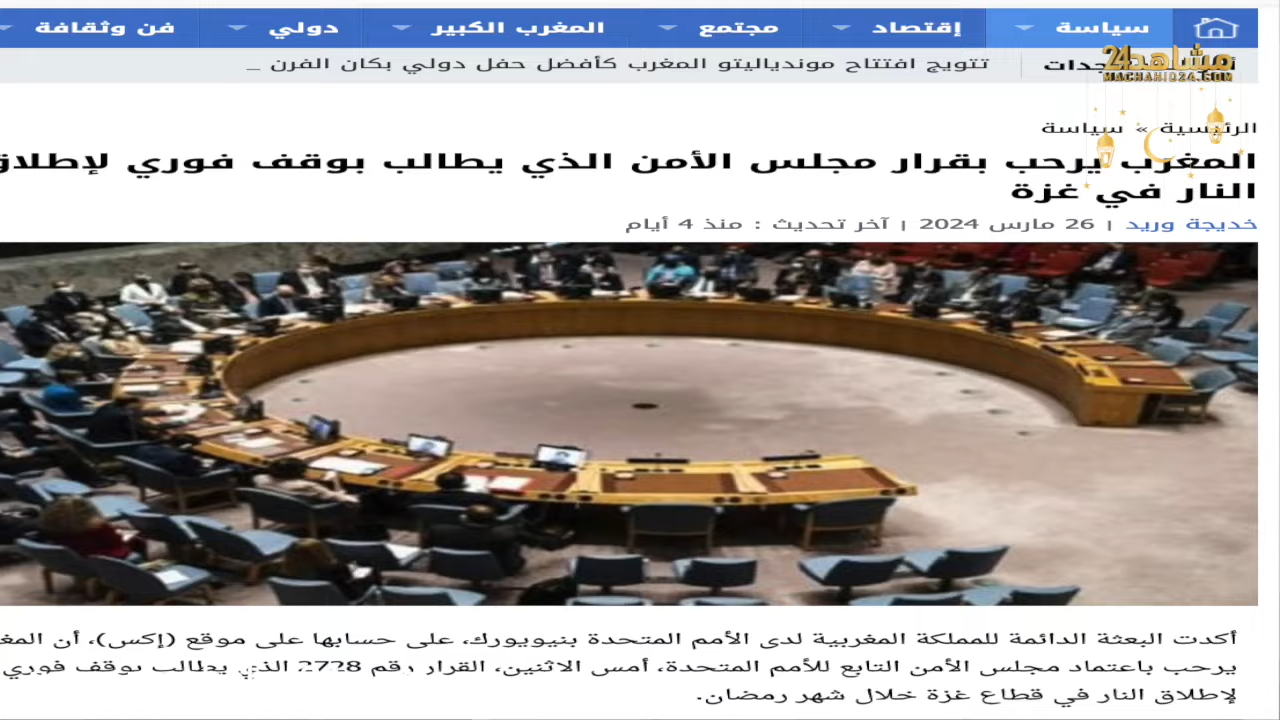 سياسة إقتصاد مجتمع المغرب الكبير دولي فن وثقافة
تتويج افتتاح موندياليتو المغرب كأفضل حفل دولي بكان الفرن _
مشاهد24
MACHAHID24.COM
الرئيسية » سياسة
المغرب يرحب بقرار مجلس الأمن الذي يطالب بوقف فوري لإطلاق
النار في غزة
خديجة وريد | 26 مارس 2024 | آخر تحديث : منذ 4 أيام
أكدت البعثة الدائمة للمملكة المغربية لدى الأمم المتحدة بنيويورك، على حسابها على موقع (إكس)، أن
يرحب باعتماد مجلس الأمن التابع للأمم المتحدة، أمس الاثنين، القرار رقم 2728 الذي يطالب بوقف فوري
لإطلاق النار في قطاع غزة خلال شهر رمضان.